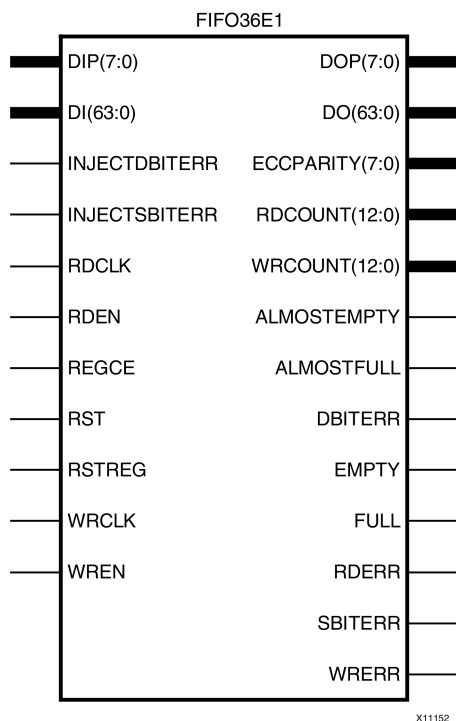 FIFO36E1
DIP(7:0) DOP(7:0)
DI(63:0) DO(63:0)
INJECTDBITERR ECCPARITY(7:0)
INJECTSBITERR RDCOUNT(12:0)
RDCLK WRCOUNT(12:0)
RDEN ALMOSTEMPTY
REGCE ALMOSTFULL
RST DBITERR
RSTREG EMPTY
WRCLK FULL
WREN RDERR
SBITERR
WRERR
X11152